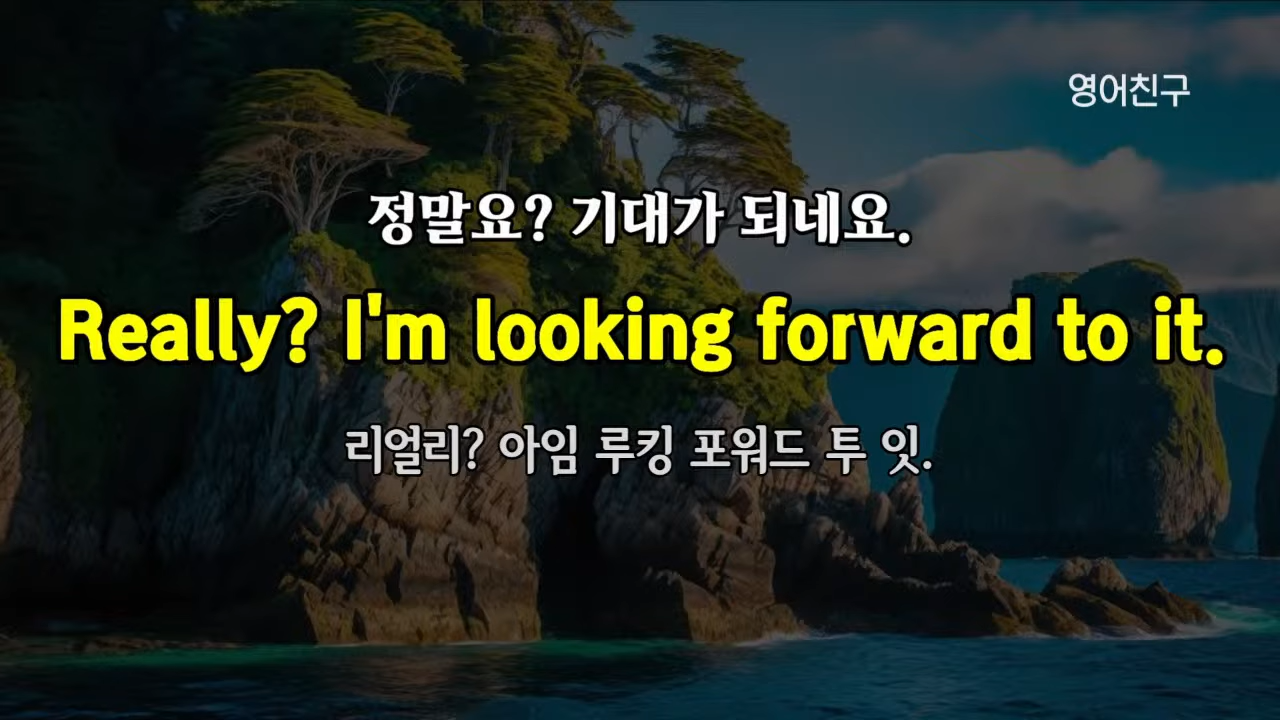 영어친구
정말요? 기대가 되네요.
Really? I'm looking forward to it.
리얼리? 아임 루킹 포워드 투 잇.